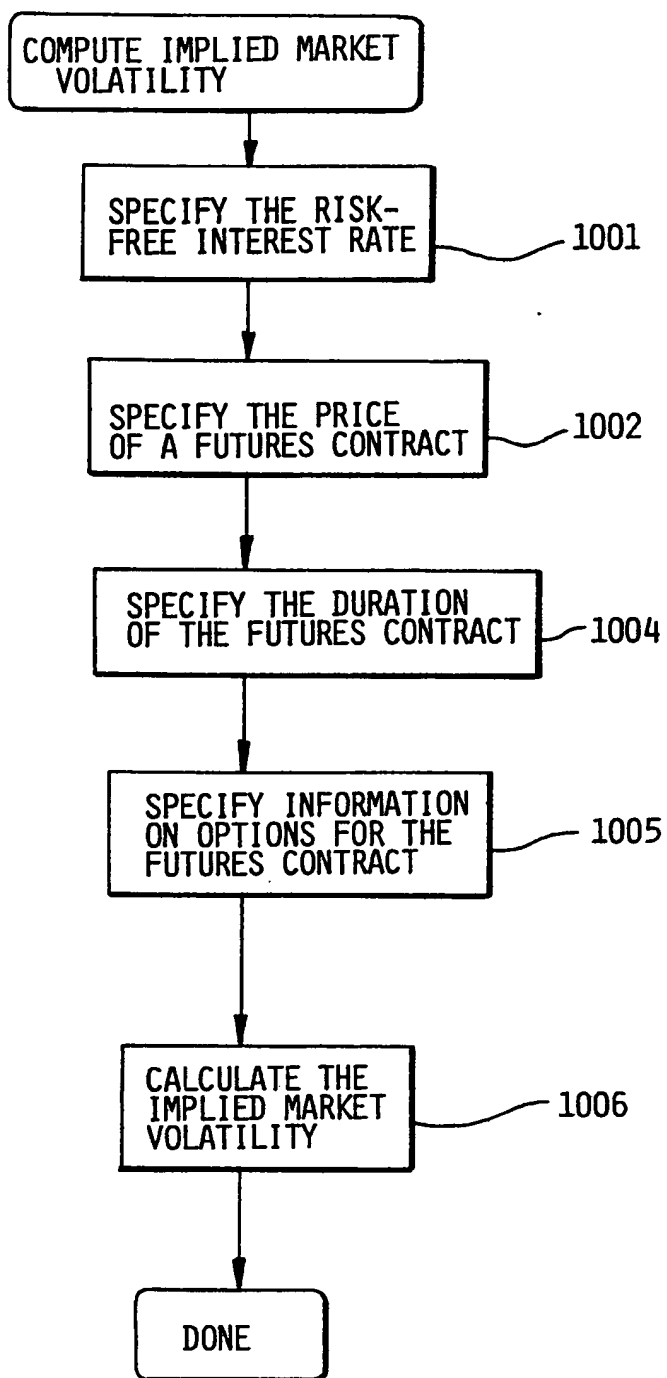 COMPUTE IMPLIED MARKET
VOLATILITY
SPECIFY THE RISK-
FREE INTEREST RATE
1001
SPECIFY THE PRICE
OF A FUTURES CONTRACT
1002
SPECIFY THE DURATION
OF THE FUTURES CONTRACT
1004
SPECIFY INFORMATION
ON OPTIONS FOR THE
FUTURES CONTRACT
1005
CALCULATE THE
IMPLIED MARKET
VOLATILITY
1006
DONE